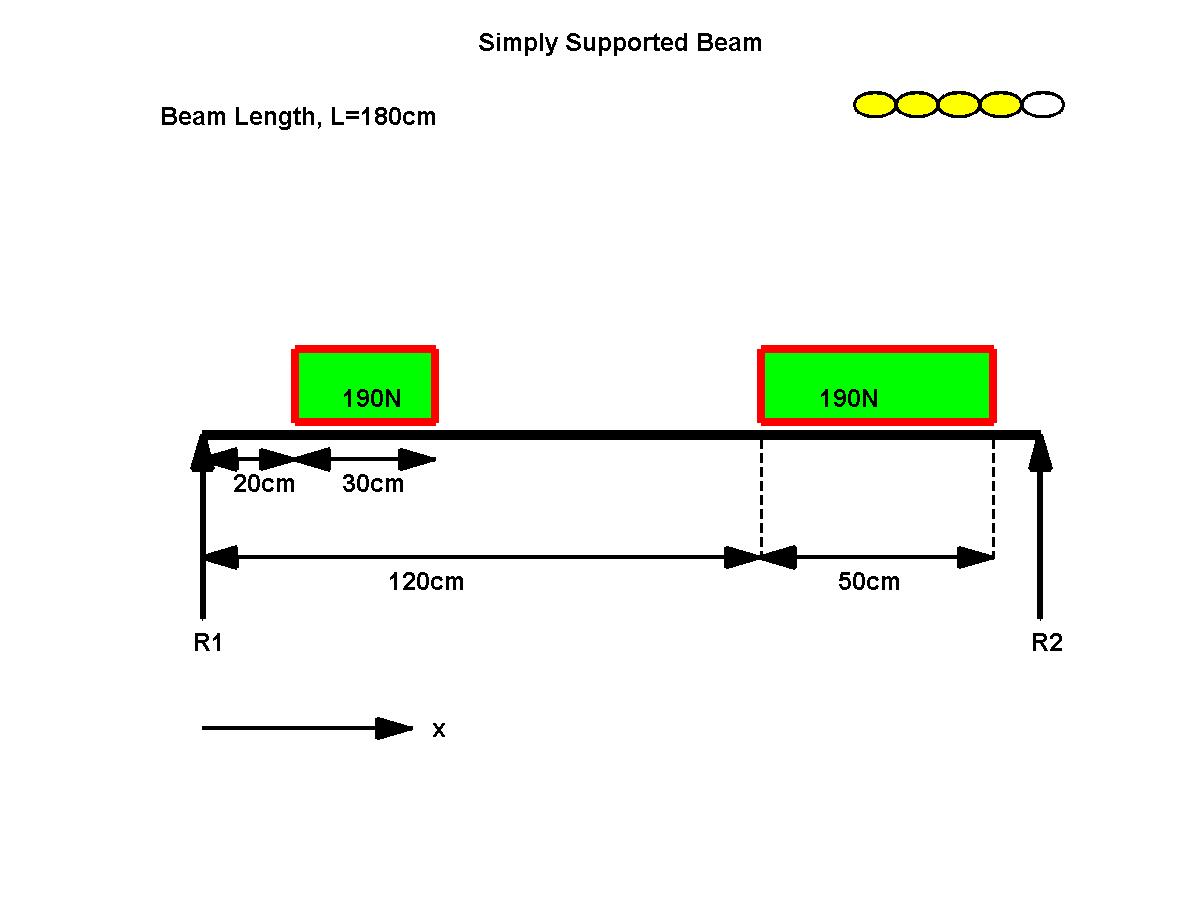 Simply Supported Beam
Beam Length, L=180cm
190N
190N
20cm
30cm
120cm
50cm
R1
R2
x